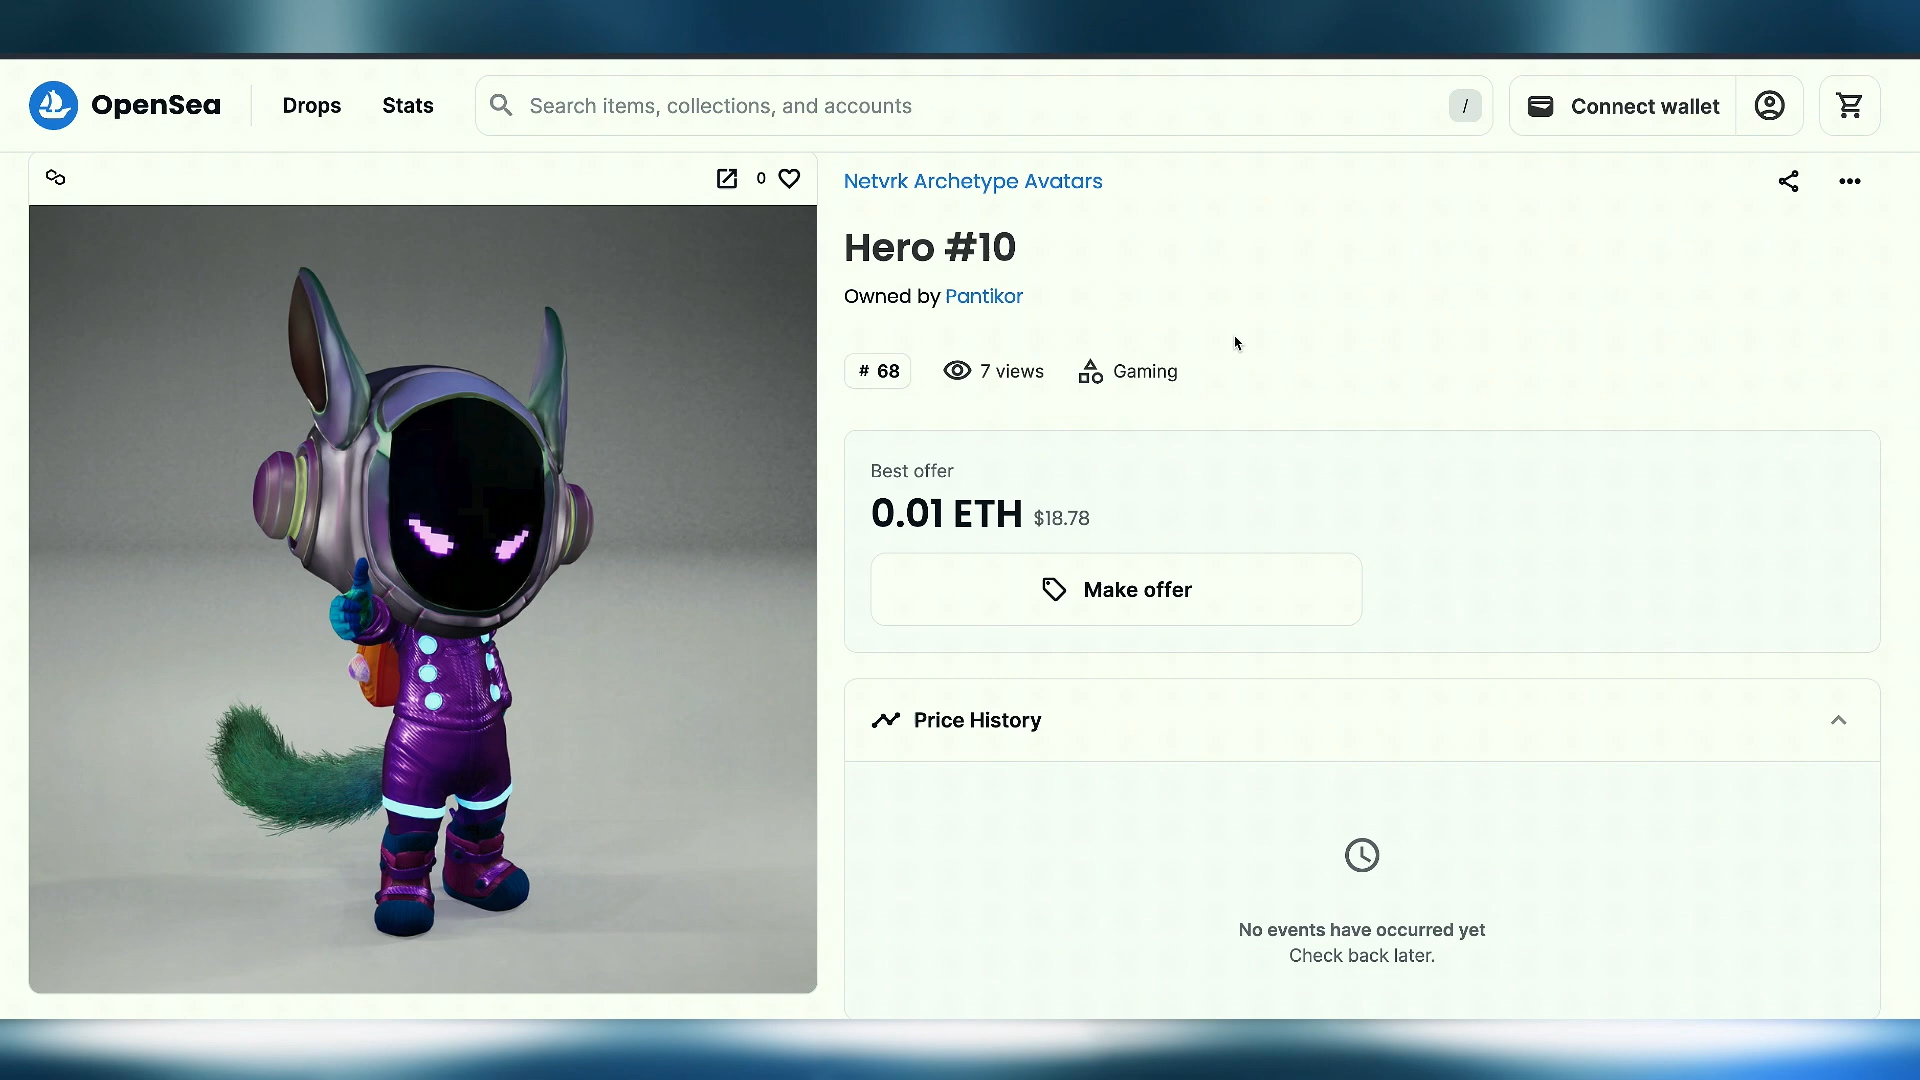 OpenSea
Drops
Stats
Search items, collections, and accounts
/
Connect wallet
0
Netvrk Archetype Avatars
Hero #10
Owned by Pantikor
# 68
7 views
Gaming
Best offer
0.01 ETH $18.78
Make offer
Price History
No events have occurred yet
Check back later.